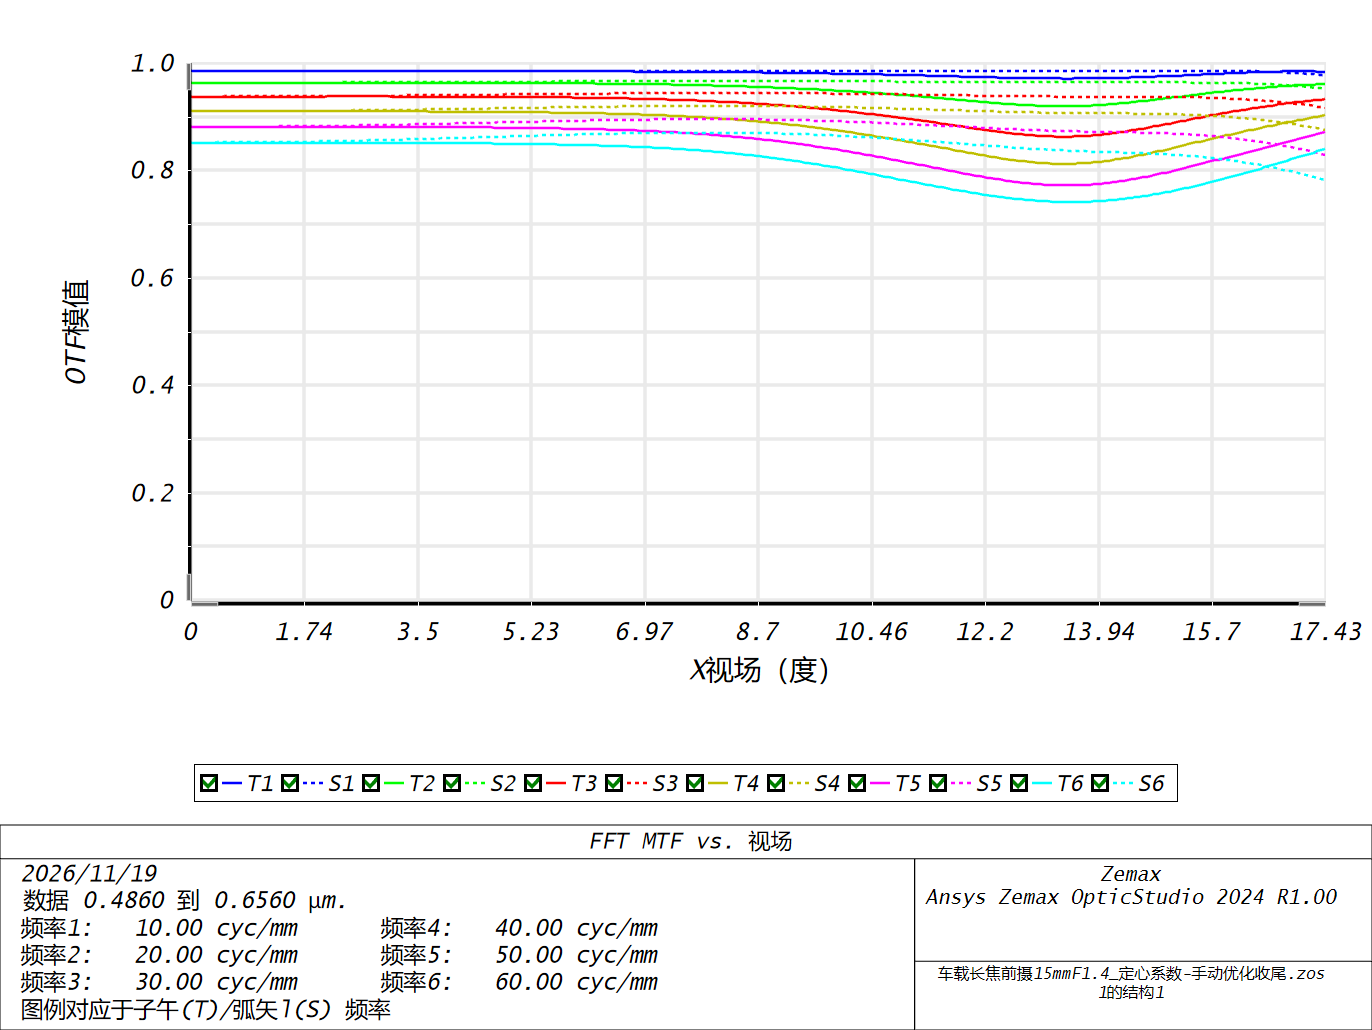 1.0
0.8
0.6
0.4
0.2
0
OTF模值
0 1.74 3.5 5.23 6.97 8.7 10.46 12.2 13.94 15.7 17.43
X视场（度）
T1 S1 T2 S2 T3 S3 T4 S4 T5 S5 T6 S6
FFT MTF vs. 视场
2026/11/19
数据 0.4860 到 0.6560 µm.
频率1: 10.00 cyc/mm 频率4: 40.00 cyc/mm
频率2: 20.00 cyc/mm 频率5: 50.00 cyc/mm
频率3: 30.00 cyc/mm 频率6: 60.00 cyc/mm
图例对应于子午(T)/弧矢l(S) 频率
Zemax
Ansys Zemax OpticStudio 2024 R1.00
车载长焦前摄15mmF1.4_定心系数-手动优化收尾.zos
1的结构1